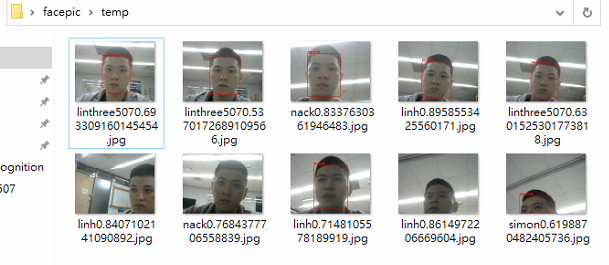 facepic > temp
linthree5070.69
3309160145454
.jpg
linthree5070.53
7017268910956
6.jpg
nack0.83376303
61946483.jpg
linh0.89585534
25560171.jpg
linthree5070.63
0152530177381
8.jpg
ognition
507
linh0.84071021
41090892.jpg
nack0.76843777
06558839.jpg
linh0.71481055
78189919.jpg
linh0.86149722
06669604.jpg
simon0.619887
0482405736.jpg